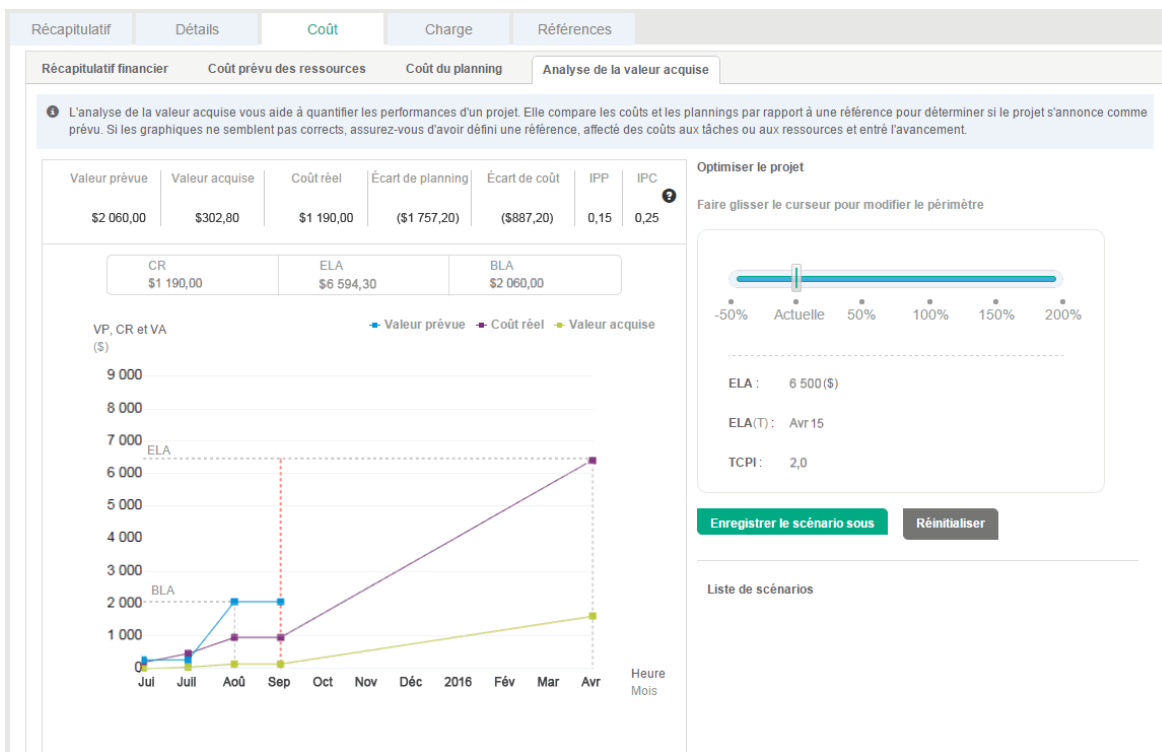 Récapitulatif Détails Coût Charge Références
Récapitulatif financier Coût prévu des ressources Coût du planning Analyse de la valeur acquise
L'analyse de la valeur acquise vous aide à quantifier les performances d'un projet. Elle compare les coûts et les plannings par rapport à une référence pour déterminer si le projet s'annonce comme
prévu. Si les graphiques ne semblent pas corrects, assurez-vous d'avoir défini une référence, affecté des coûts aux tâches ou aux ressources et entré l'avancement.
Valeur prévue Valeur acquise Coût réel Écart de planning Écart de coût IPP IPC
$2 060,00 $302,80 $1 190,00 ($1 757,20) ($887,20) 0,15 0,25
CR ELA BLA
$1 190,00 $6 594,30 $2 060,00
VP, CR et VA
($)
Valeur prévue Coût réel Valeur acquise
9 000
8 000
7 000
ELA
6 000
5 000
4 000
3 000
BLA
2 000
1 000
0
Jui Juil Aoû Sep Oct Nov Déc 2016 Fév Mar Avr
Heure
Mois
Optimiser le projet
Faire glisser le curseur pour modifier le périmètre
-50% Actuelle 50% 100% 150% 200%
ELA : 6 500($)
ELA(T) : Avr 15
TCPI : 2,0
Enregistrer le scénario sous Réinitialiser
Liste de scénarios